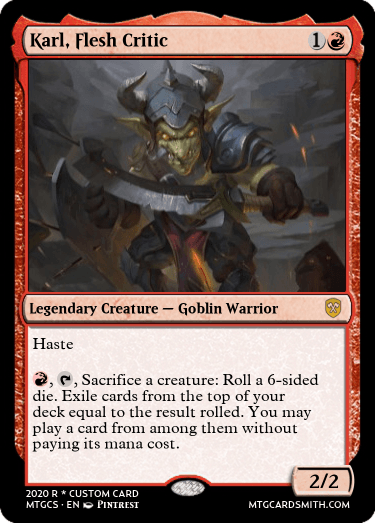 Karl, Flesh Critic
1
Legendary Creature — Goblin Warrior
Haste
, , Sacrifice a creature: Roll a 6-sided
die. Exile cards from the top of your
deck equal to the result rolled. You may
play a card from among them without
paying its mana cost.
2/2
2020 R * CUSTOM CARD
MTGCS • EN PINTREST
MTGCARDSMITH.COM